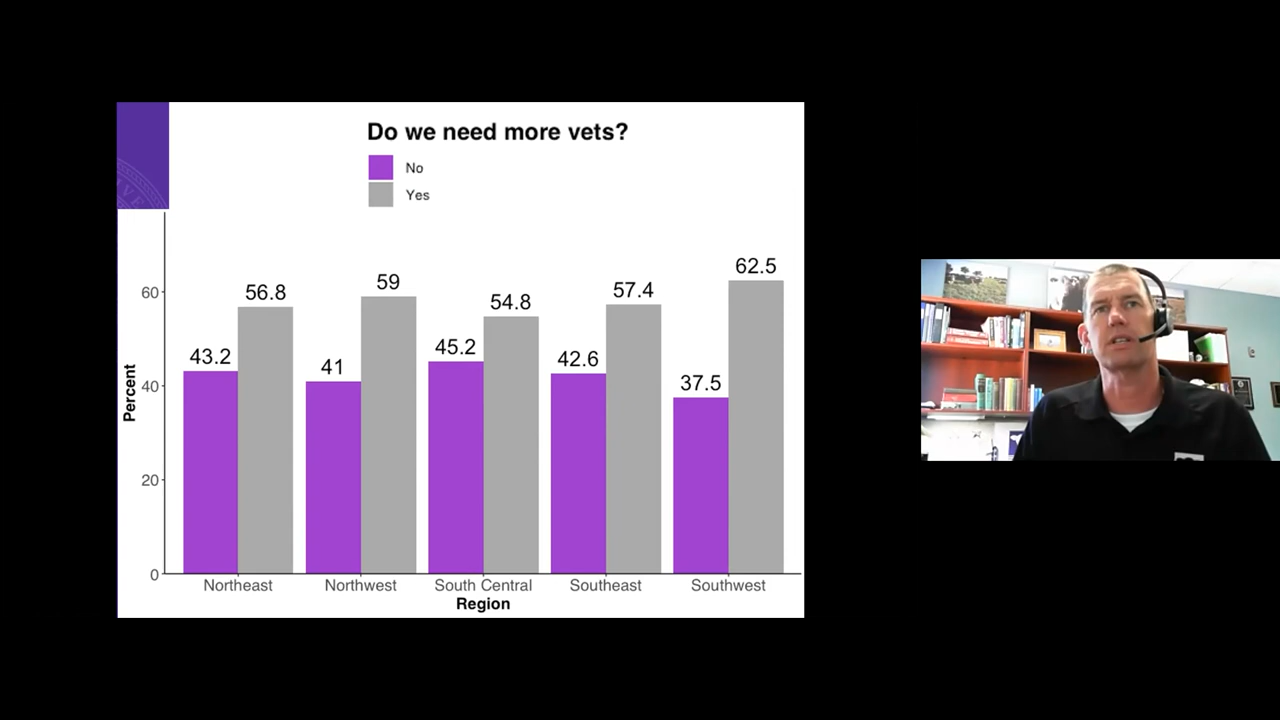 Do we need more vets?
No
Yes
Percent
60
40
20
0
43.2
56.8
41
59
45.2
54.8
42.6
57.4
37.5
62.5
Northeast
Northwest
South Central
Southeast
Southwest
Region